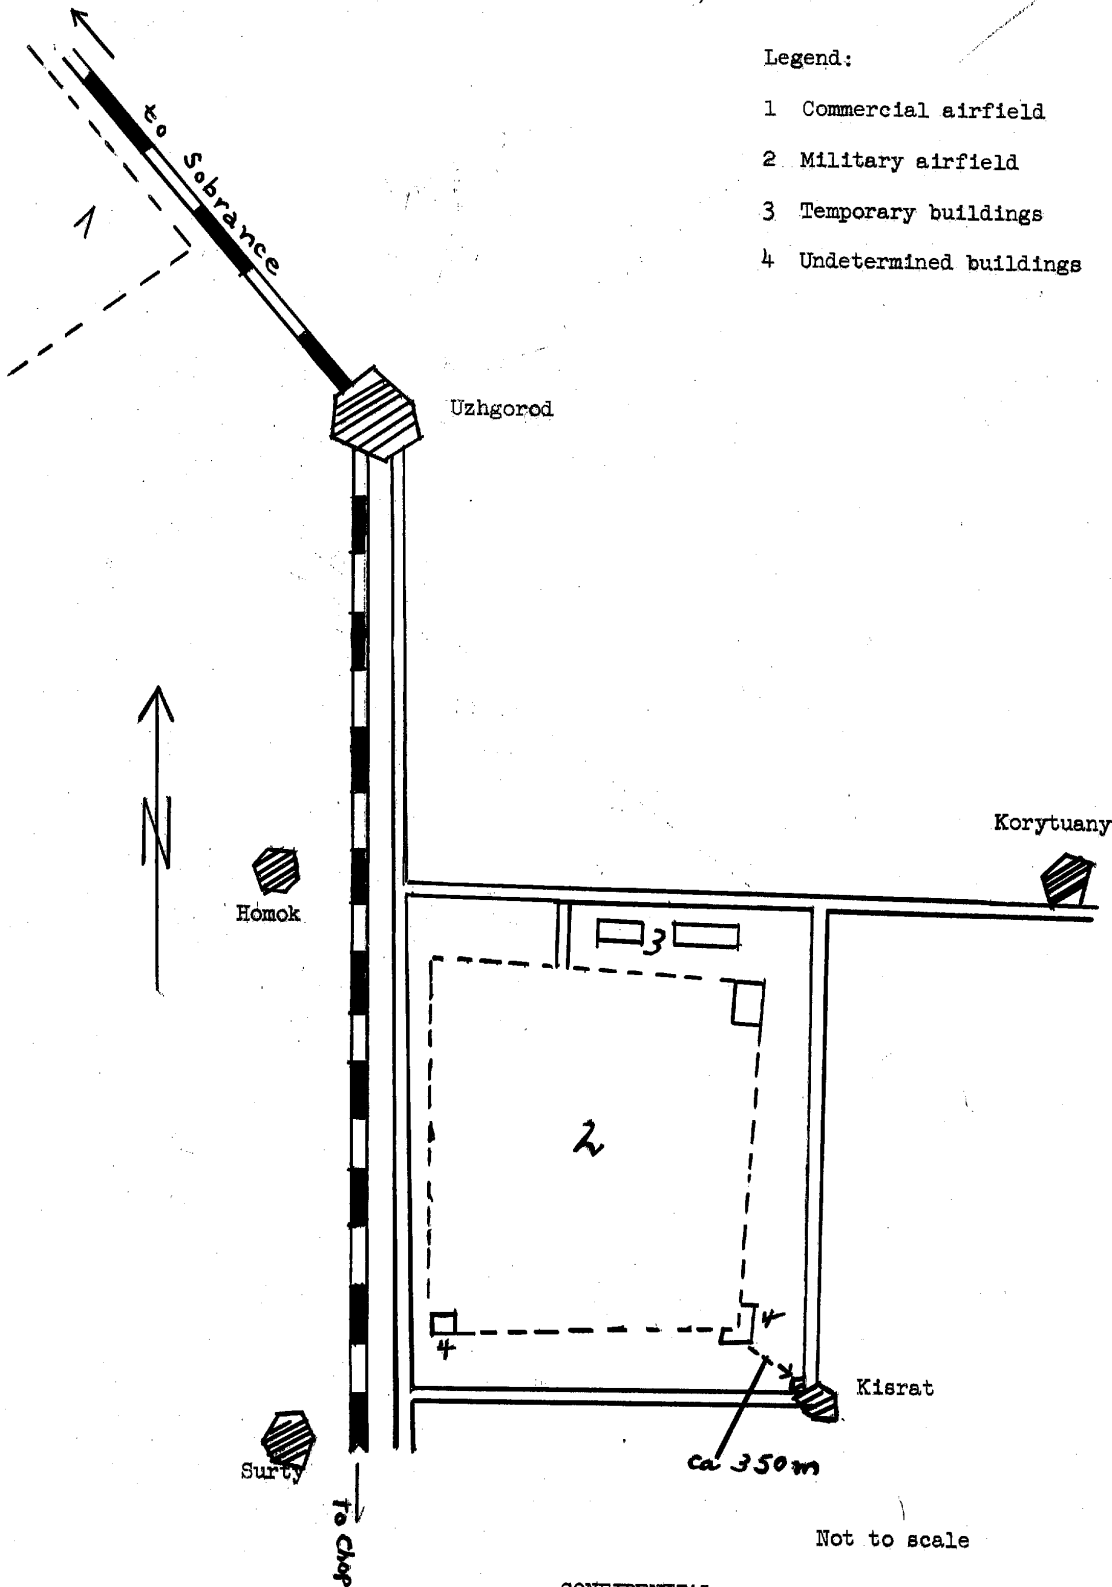 Legend:
1 Commercial airfield
2 Military airfield
3 Temporary buildings
4 Undetermined buildings
to Sobrance
1
Uzhgorod
N
Korytuany
Homok
3
2
4
4
Kisrat
Surty
ca 350m
To Chop
Not to scale